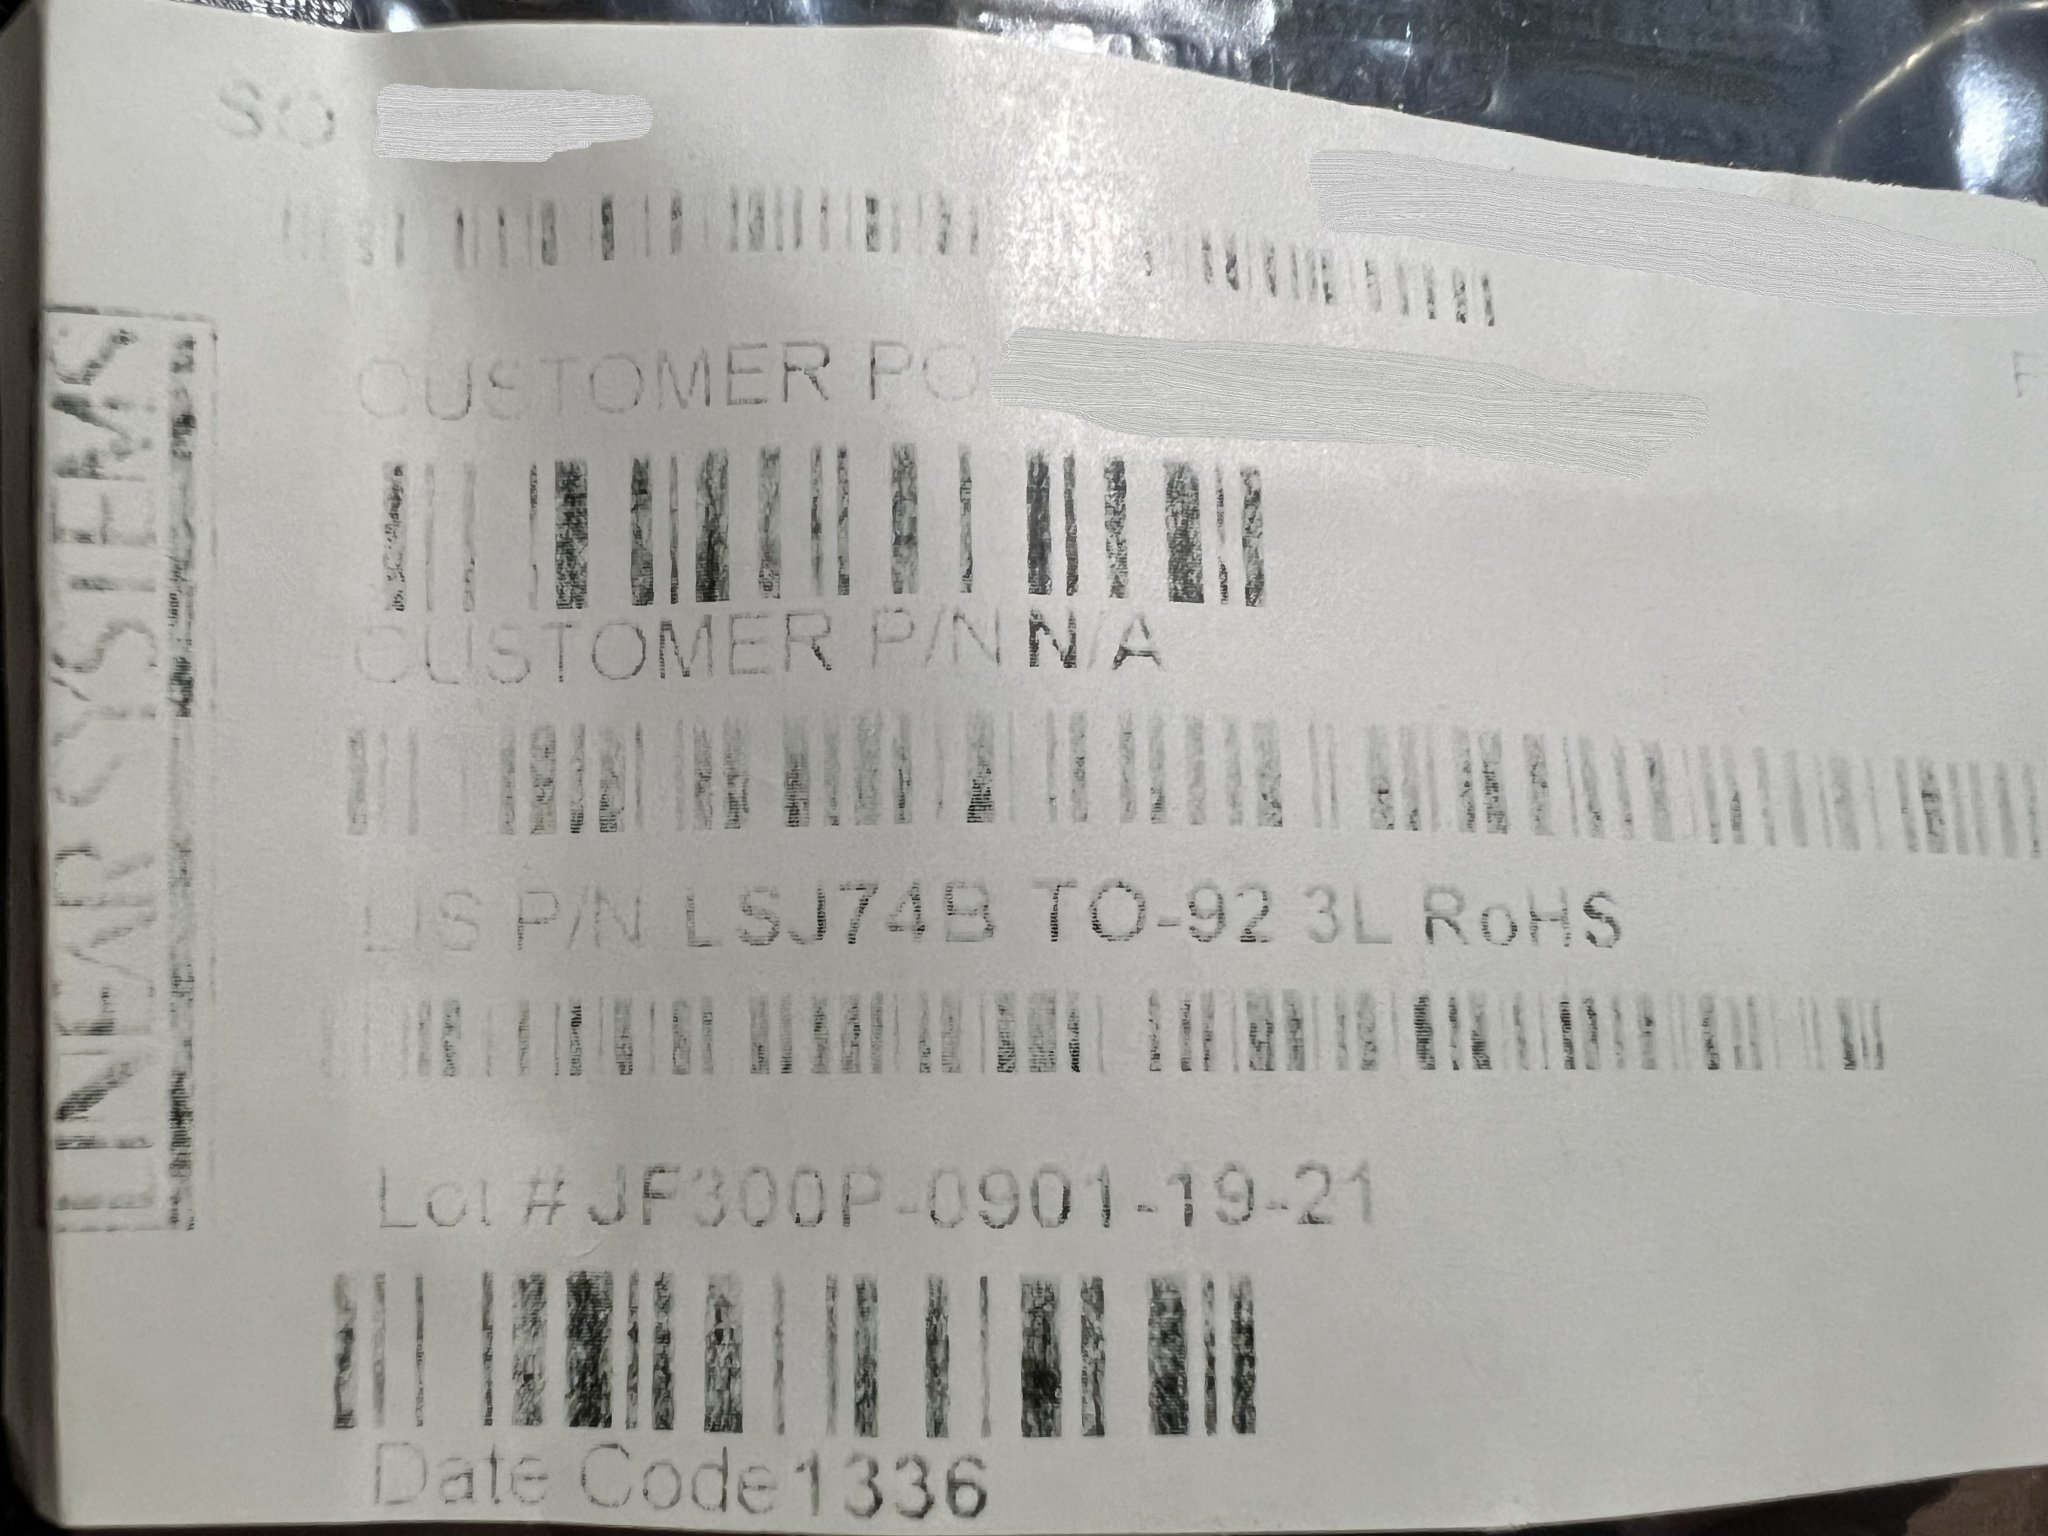 SO
CUSTOMER PO
CUSTOMER P/N N/A
LIS P/N LSJ74B TO-92 3L RoHS
Lot # JF300P-0901-19-21
Date Code 1336
LINEAR SYSTEMS